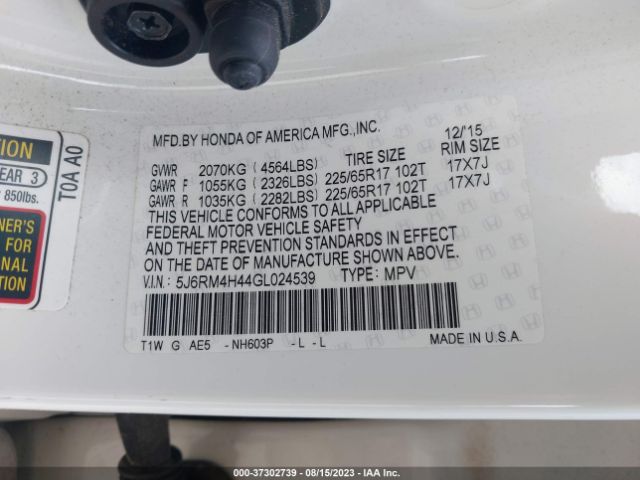 MFD.BY HONDA OF AMERICA MFG.,INC. 12/'15
TIRE SIZE RIM SIZE
GVWR 2070KG (4564LBS)
GAWR F 1055KG (2326LBS) 225/65R17 102T 17X7J
GAWR R 1035KG (2282LBS) 225/65R17 102T 17X7J
THIS VEHICLE CONFORMS TO ALL APPLICABLE
FEDERAL MOTOR VEHICLE SAFETY
AND THEFT PREVENTION STANDARDS IN EFFECT
ON THE DATE OF MANUFACTURE SHOWN ABOVE.
V.I.N.: 5J6RM4H44GL024539 TYPE: MPV
T1W G AE5 -NH603P -L -L MADE IN U.S.A.
TION
EAR 3
850lbs.
NER'S
FOR
ONAL
ION
TOA A0
000-37302739 - 08/15/2023 - IAA Inc.